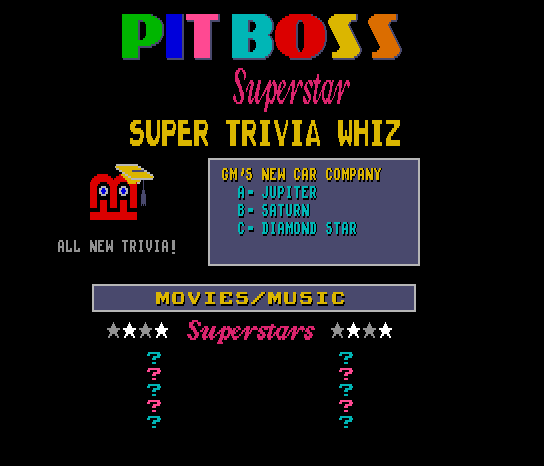 PIT BOSS
Superstar
SUPER TRIVIA WHIZ
GM'S NEW CAR COMPANY
A- JUPITER
B- SATURN
C- DIAMOND STAR
ALL NEW TRIVIA!
MOVIES/MUSIC
Superstars
? ?
? ?
? ?
? ?
? ?